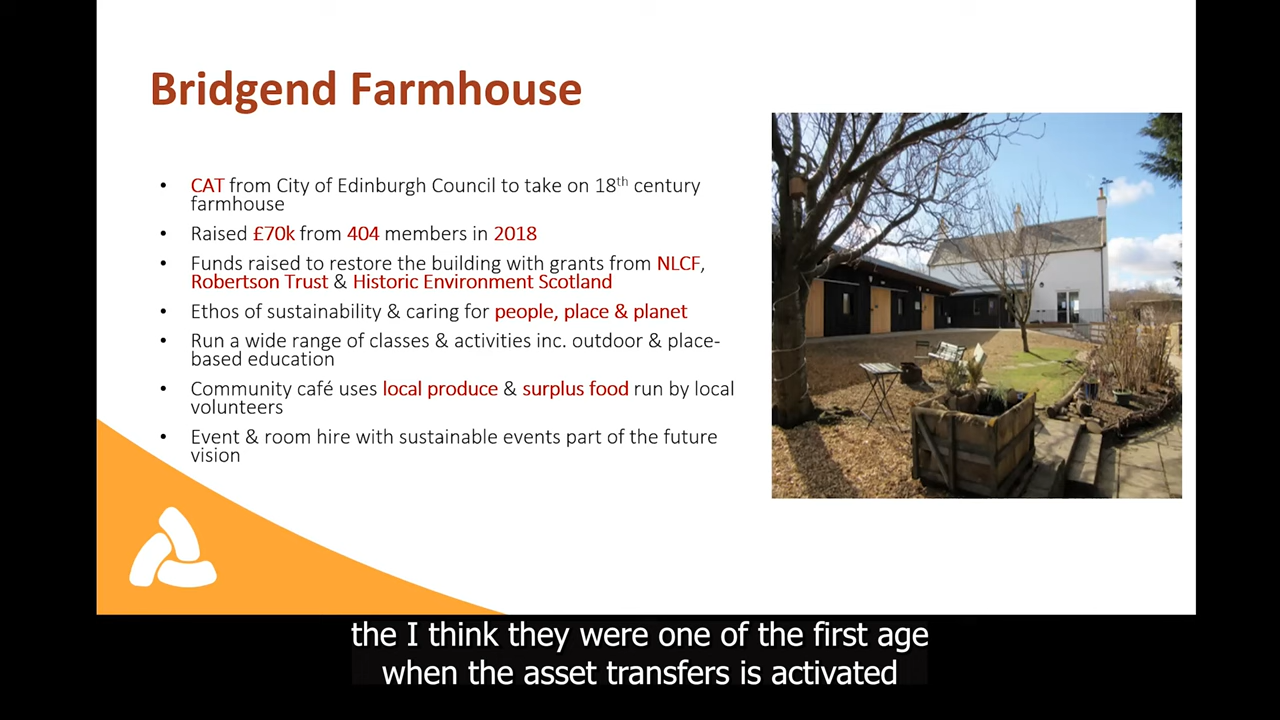 Bridgend Farmhouse
• CAT from City of Edinburgh Council to take on 18th century
farmhouse
• Raised £70k from 404 members in 2018
• Funds raised to restore the building with grants from NLCF,
Robertson Trust & Historic Environment Scotland
• Ethos of sustainability & caring for people, place & planet
• Run a wide range of classes & activities inc. outdoor & place-
based education
• Community café uses local produce & surplus food run by local
volunteers
• Event & room hire with sustainable events part of the future
vision
the I think they were one of the first age
when the asset transfers is activated